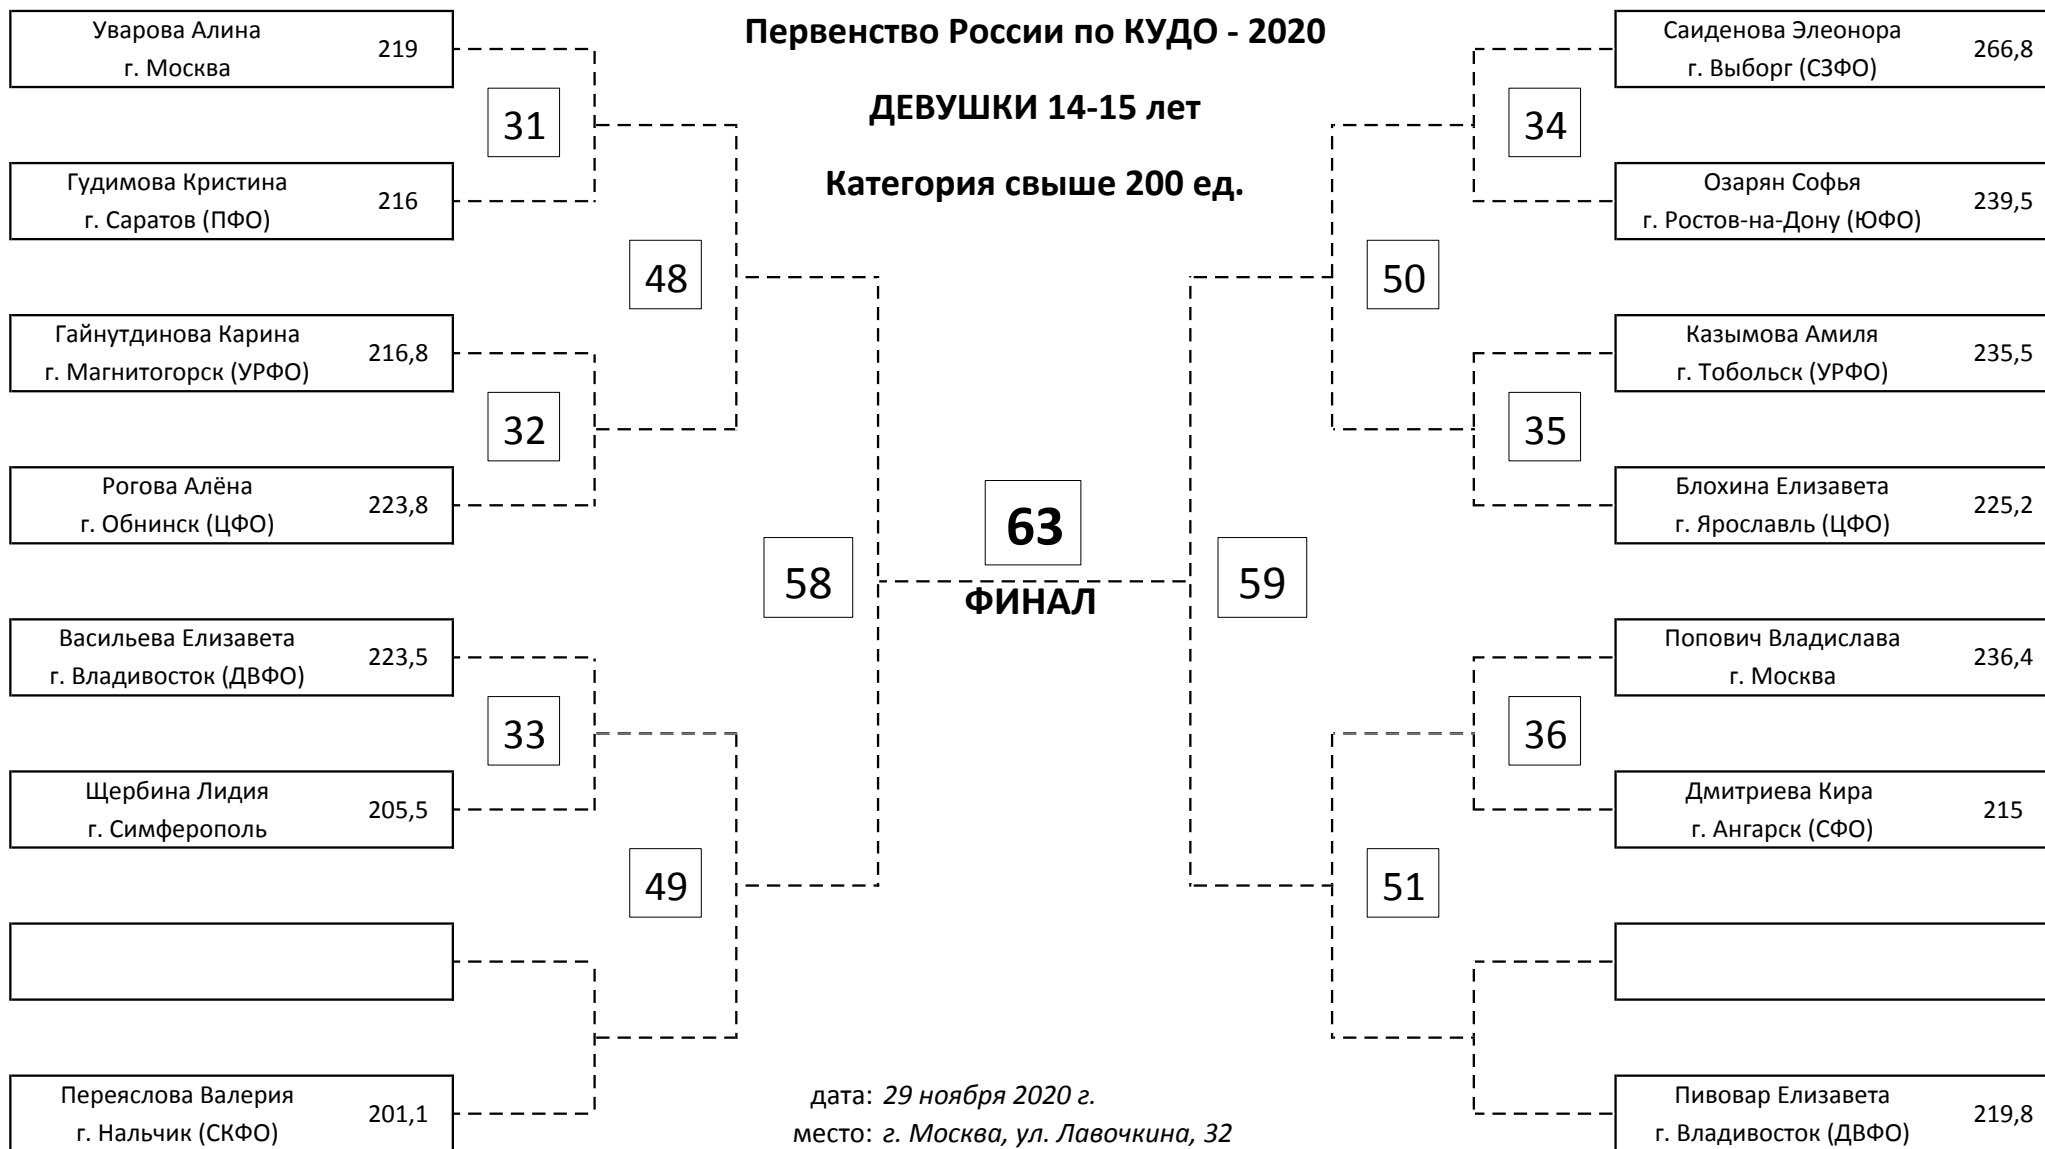 Первенство России по КУДО - 2020
ДЕВУШКИ 14-15 лет
Категория свыше 200 ед.
Уварова Алина
г. Москва
219
31
Гудимова Кристина
г. Саратов (ПФО)
216
48
Гайнутдинова Карина
г. Магнитогорск (УРФО)
216,8
32
Рогова Алёна
г. Обнинск (ЦФО)
223,8
58
Васильева Елизавета
г. Владивосток (ДВФО)
223,5
33
Щербина Лидия
г. Симферополь
205,5
49
Переяслова Валерия
г. Нальчик (СКФО)
201,1
63
ФИНАЛ
Саиденова Элеонора
г. Выборг (СЗФО)
266,8
34
Озарян Софья
г. Ростов-на-Дону (ЮФО)
239,5
50
Казымова Амиля
г. Тобольск (УРФО)
235,5
35
Блохина Елизавета
г. Ярославль (ЦФО)
225,2
59
Попович Владислава
г. Москва
236,4
36
Дмитриева Кира
г. Ангарск (СФО)
215
51
Пивовар Елизавета
г. Владивосток (ДВФО)
219,8
дата: 29 ноября 2020 г.
место: г. Москва, ул. Лавочкина, 32